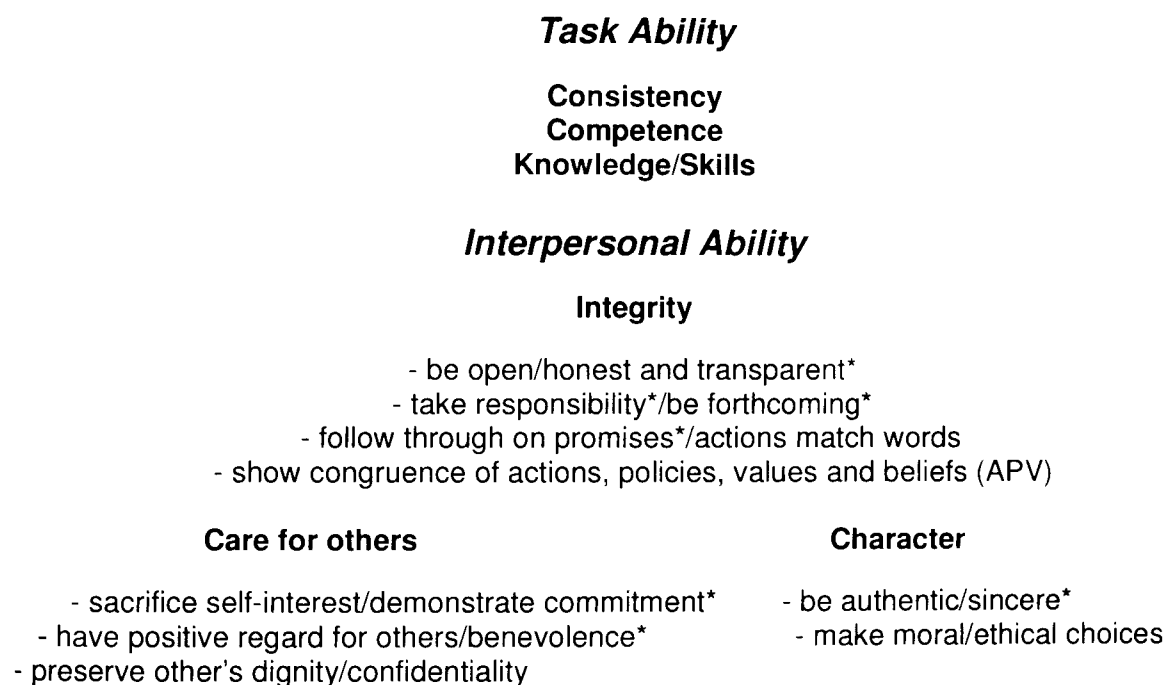 Task Ability
Consistency
Competence
Knowledge/Skills
Interpersonal Ability
Integrity
- be open/honest and transparent*
- take responsibility*/be forthcoming*
- follow through on promises*/actions match words
- show congruence of actions, policies, values and beliefs (APV)
Care for others
- sacrifice self-interest/demonstrate commitment*
- have positive regard for others/benevolence*
- preserve other's dignity/confidentiality
Character
- be authentic/sincere*
- make moral/ethical choices